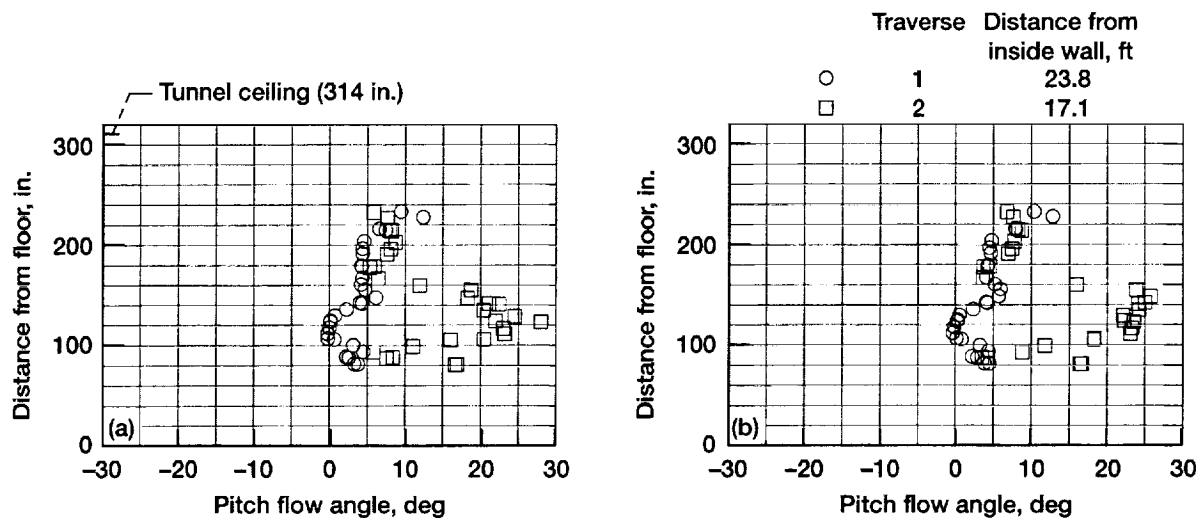 Traverse Distance from
inside wall, ft
1 23.8
2 17.1
Tunnel ceiling (314 in.)
300
200
100
0
Distance from floor, in.
(a)
−30 −20 −10 0 10 20 30
Pitch flow angle, deg
300
200
100
0
Distance from floor, in.
(b)
−30 −20 −10 0 10 20 30
Pitch flow angle, deg